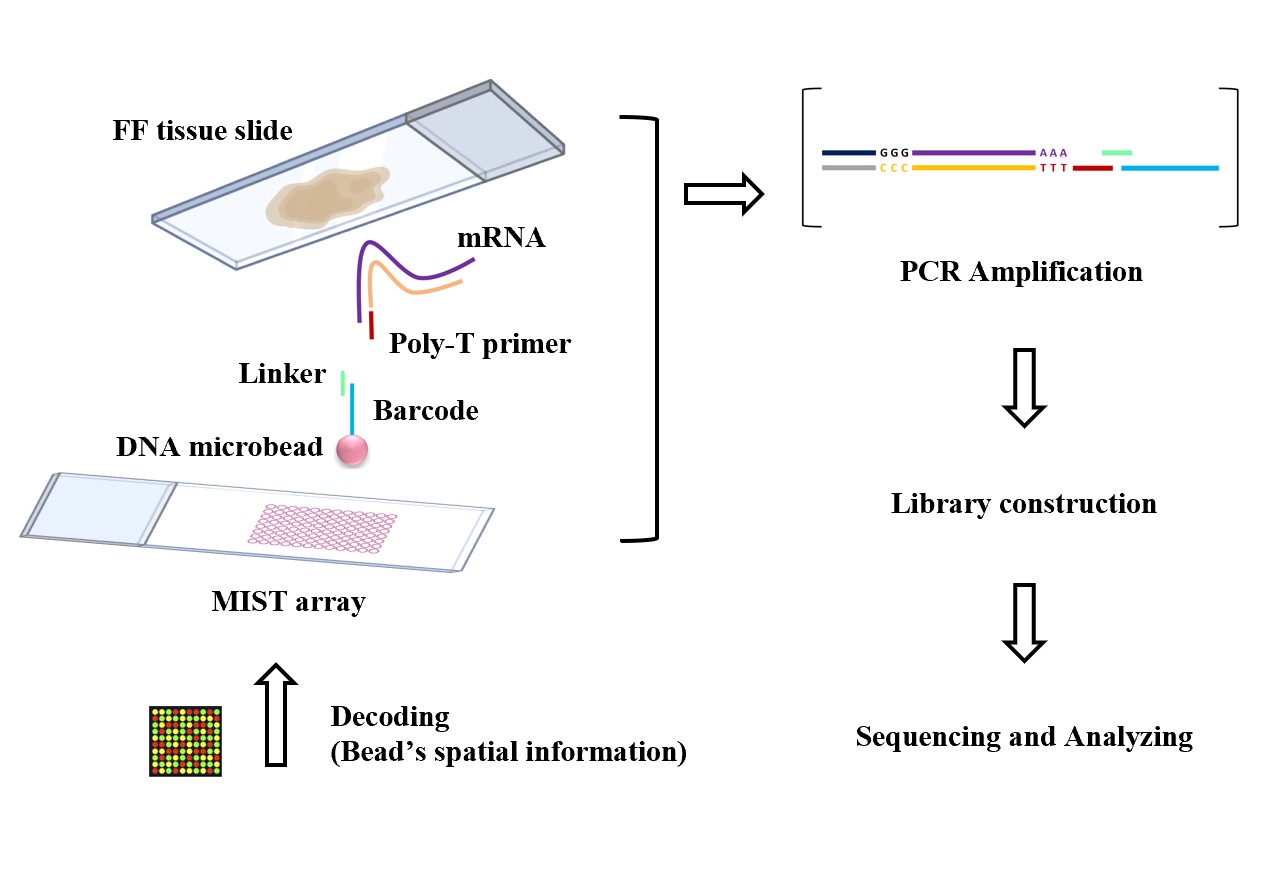 FF tissue slide
mRNA
Poly-T primer
Linker
Barcode
DNA microbead
MIST array
Decoding
(Bead’s spatial information)
GGG AAA
CCC TTT
PCR Amplification
Library construction
Sequencing and Analyzing